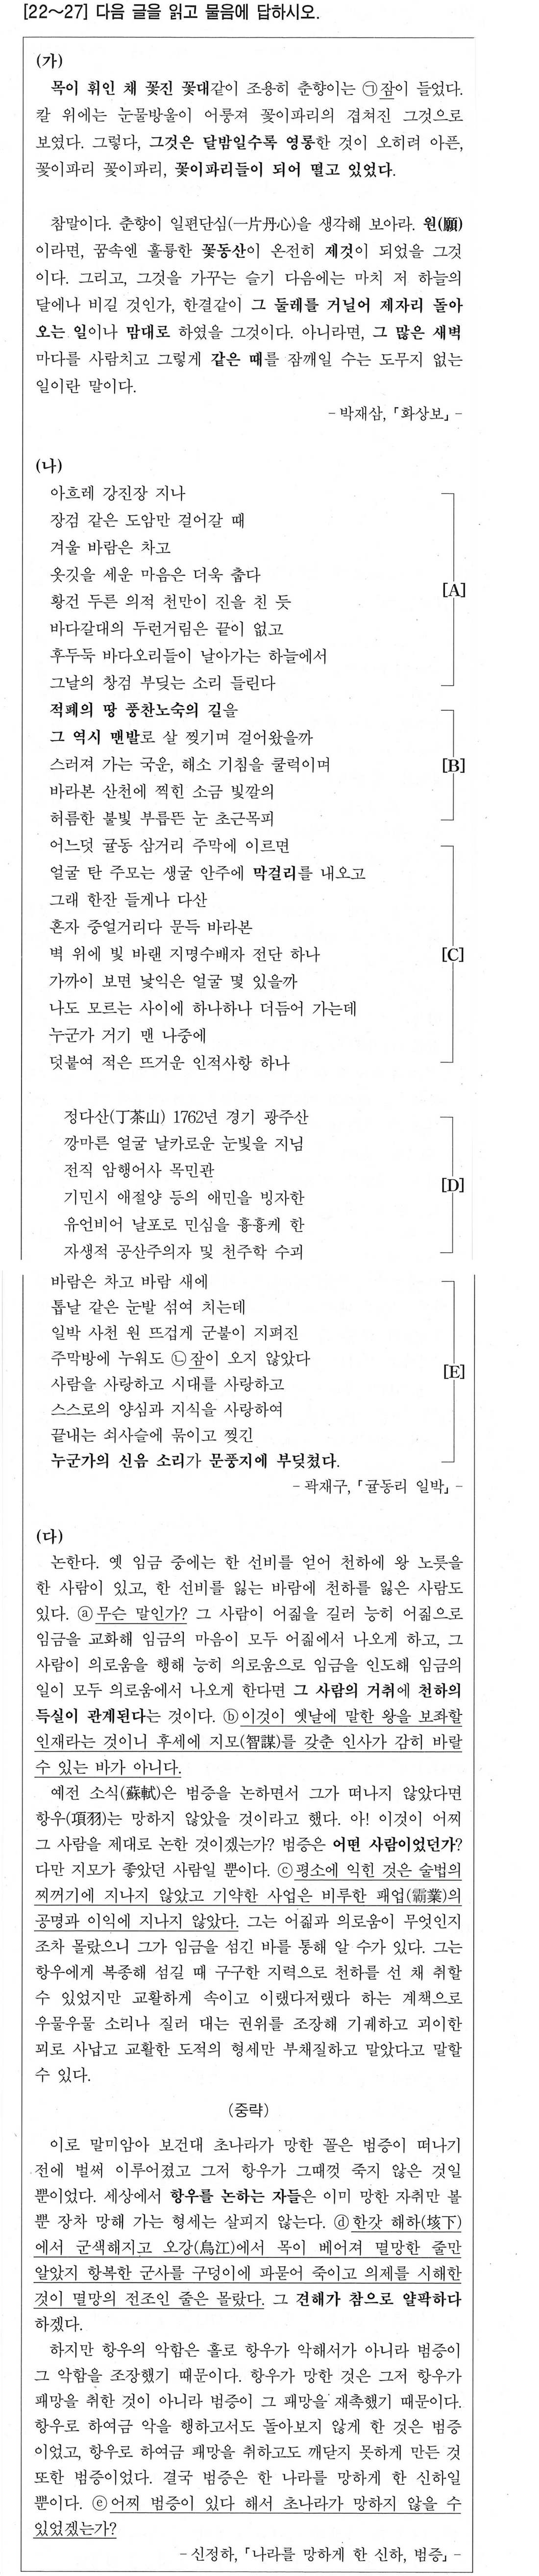 [22~27] 다음 글을 읽고 물음에 답하시오.
(가)
목이 휘인 채 꽃진 꽃대같이 조용히 춘향이는 ㉠잠이 들었다.
칼 위에는 눈물방울이 어룽져 꽃이파리의 겹쳐진 그것으로
보였다. 그렇다, 그것은 달밤일수록 영롱한 것이 오히려 아픈,
꽃이파리 꽃이파리, 꽃이파리들이 되어 떨고 있었다.
참말이다. 춘향이 일편단심(一片丹心)을 생각해 보아라. 원(願)
이라면, 꿈속엔 훌륭한 꽃동산이 온전히 제것이 되었을 그것
이다. 그리고, 그것을 가꾸는 슬기 다음에는 마치 저 하늘의
달에나 비길 것인가, 한결같이 그 둘레를 거닐어 제자리 돌아
오는 일이나 맘대로 하였을 그것이다. 아니라면, 그 많은 새벽
마다를 사람치고 그렇게 같은 때를 잠깨일 수는 도무지 없는
일이란 말이다.
- 박재삼, 「화상보」 -
(나)
아흐레 강진장 지나
장검 같은 도암만 걸어갈 때
겨울 바람은 차고
옷깃을 세운 마음은 더욱 춥다
황건 두른 의적 천만이 진을 친 듯
바다갈대의 두런거림은 끝이 없고
후두둑 바다오리들이 날아가는 하늘에서
그날의 창검 부딪는 소리 들린다
[A]
적폐의 땅 풍찬노숙의 길을
그 역시 맨발로 살 찢기며 걸어왔을까
스러져 가는 국운, 해소 기침을 쿨럭이며
바라본 산천에 찍힌 소금 빛깔의
허름한 불빛 부릅뜬 눈 초근목피
[B]
어느덧 귤동 삼거리 주막에 이르면
얼굴 탄 주모는 생굴 안주에 막걸리를 내오고
그래 한잔 들게나 다산
혼자 중얼거리다 문득 바라본
벽 위에 빛 바랜 지명수배자 전단 하나
가까이 보면 낯익은 얼굴 몇 있을까
나도 모르는 사이에 하나하나 더듬어 가는데
누군가 거기 맨 나중에
덧붙여 적은 뜨거운 인적사항 하나
[C]
정다산(丁茶山) 1762년 경기 광주산
깡마른 얼굴 날카로운 눈빛을 지님
전직 암행어사 목민관
기민시 애절양 등의 애민을 빙자한
유언비어 날포로 민심을 흉흉케 한
자생적 공산주의자 및 천주학 수괴
[D]
바람은 차고 바람 새에
톱날 같은 눈발 섞여 치는데
일박 사천 원 뜨겁게 군불이 지펴진
주막방에 누워도 ㉡잠이 오지 않았다
사람을 사랑하고 시대를 사랑하고
스스로의 양심과 지식을 사랑하여
끝내는 쇠사슬에 묶이고 찢긴
누군가의 신음 소리가 문풍지에 부딪쳤다.
[E]
- 곽재구, 「귤동리 일박」 -
(다)
논한다. 옛 임금 중에는 한 선비를 얻어 천하에 왕 노릇을
한 사람이 있고, 한 선비를 잃는 바람에 천하를 잃은 사람도
있다. ⓐ무슨 말인가? 그 사람이 어짊을 길러 능히 어짊으로
임금을 교화해 임금의 마음이 모두 어짊에서 나오게 하고, 그
사람이 의로움을 행해 능히 의로움으로 임금을 인도해 임금의
일이 모두 의로움에서 나오게 한다면 그 사람의 거취에 천하의
득실이 관계된다는 것이다. ⓑ이것이 옛날에 말한 왕을 보좌할
인재라는 것이니 후세에 지모(智謀)를 갖춘 인사가 감히 바랄
수 있는 바가 아니다.
예전 소식(蘇軾)은 범증을 논하면서 그가 떠나지 않았다면
항우(項羽)는 망하지 않았을 것이라고 했다. 아! 이것이 어찌
그 사람을 제대로 논한 것이겠는가? 범증은 어떤 사람이었던가?
다만 지모가 좋았던 사람일 뿐이다. ⓒ평소에 익힌 것은 술법의
찌꺼기에 지나지 않았고 기약한 사업은 비루한 패업(霸業)의
공명과 이익에 지나지 않았다. 그는 어짊과 의로움이 무엇인지
조차 몰랐으니 그가 임금을 섬긴 바를 통해 알 수가 있다. 그는
항우에게 복종해 섬길 때 구구한 지력으로 천하를 선 채 취할
수 있었지만 교활하게 속이고 이랬다저랬다 하는 계책으로
우물우물 소리나 질러 대는 권위를 조장해 기궤하고 괴이한
꾀로 사납고 교활한 도적의 형세만 부채질하고 말았다고 말할
수 있다.
(중략)
이로 말미암아 보건대 초나라가 망한 꼴은 범증이 떠나기
전에 벌써 이루어졌고 그저 항우가 그때껏 죽지 않은 것일
뿐이었다. 세상에서 항우를 논하는 자들은 이미 망한 자취만 볼
뿐 장차 망해 가는 형세는 살피지 않는다. ⓓ한갓 해하(垓下)
에서 군색해지고 오강(烏江)에서 목이 베어져 멸망한 줄만
알았지 항복한 군사를 구덩이에 파묻어 죽이고 의제를 시해한
것이 멸망의 전조인 줄은 몰랐다. 그 견해가 참으로 얄팍하다
하겠다.
하지만 항우의 악함은 홀로 항우가 악해서가 아니라 범증이
그 악함을 조장했기 때문이다. 항우가 망한 것은 그저 항우가
패망을 취한 것이 아니라 범증이 그 패망을 재촉했기 때문이다.
항우로 하여금 악을 행하고서도 돌아보지 않게 한 것은 범증
이었고, 항우로 하여금 패망을 취하고도 깨닫지 못하게 만든 것
또한 범증이었다. 결국 범증은 한 나라를 망하게 한 신하일
뿐이다. ⓔ어찌 범증이 있다 해서 초나라가 망하지 않을 수
있었겠는가?
- 신정하, 「나라를 망하게 한 신하, 범증」 -